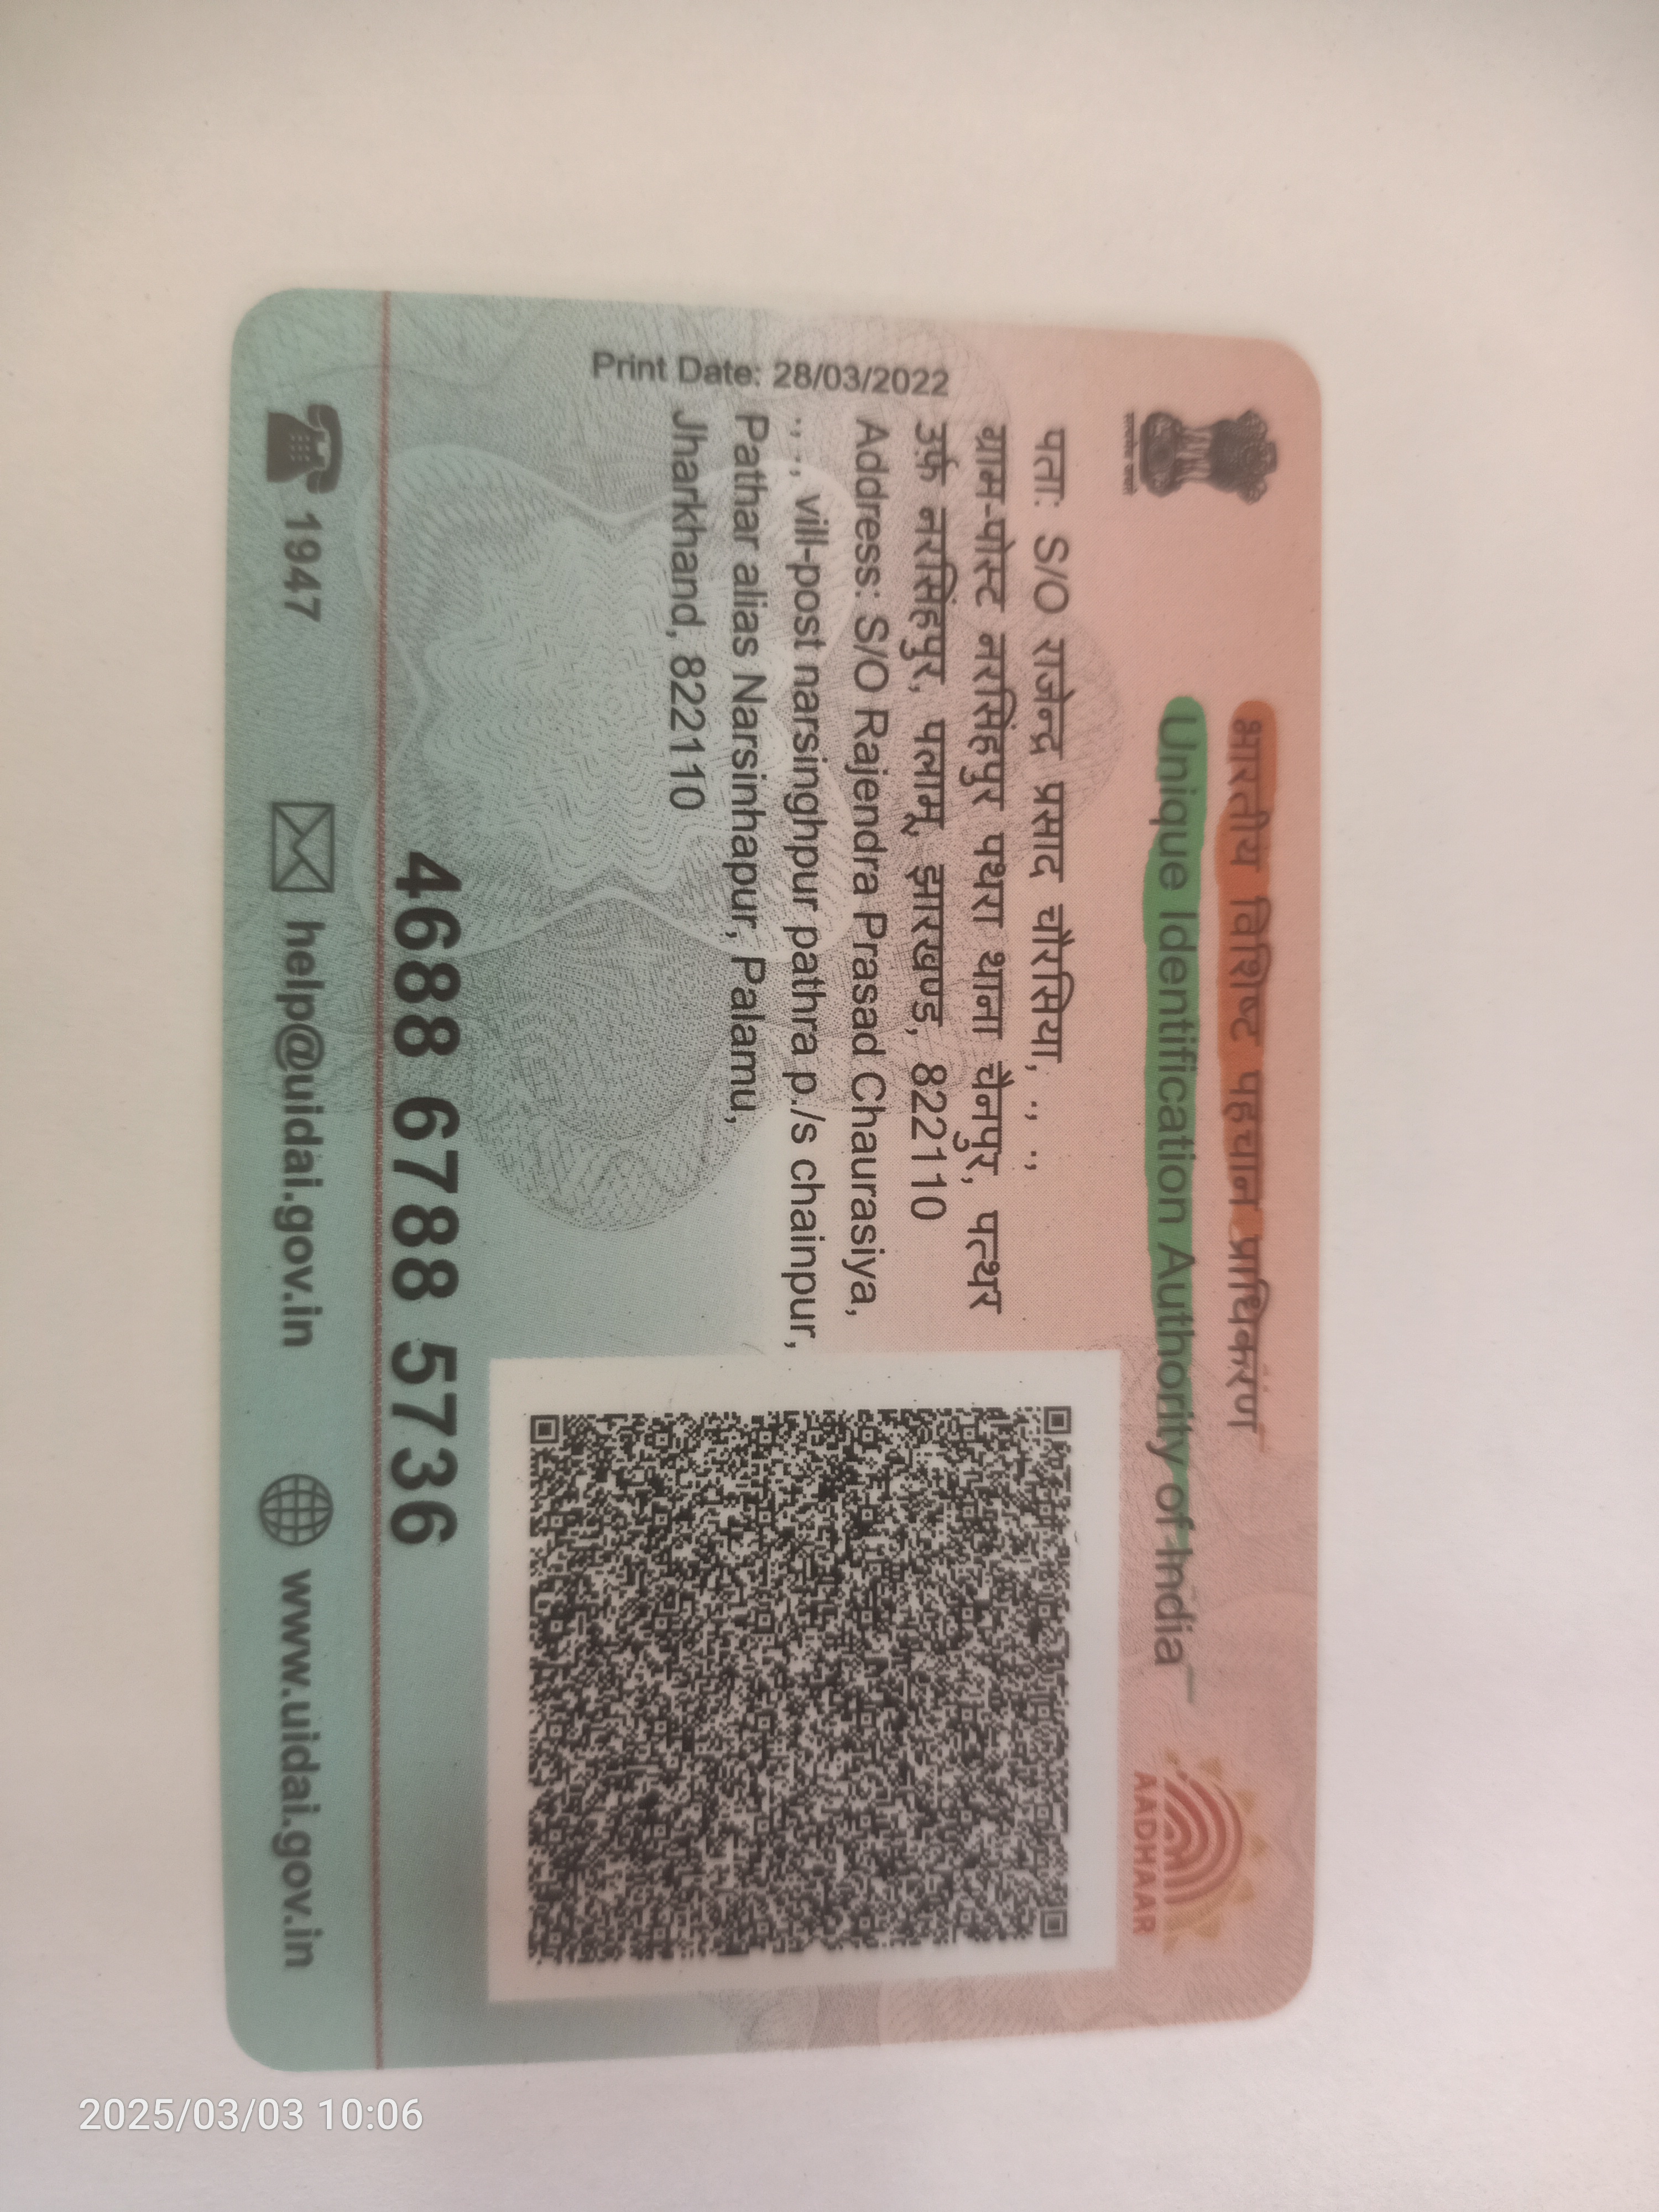 भारतीय विशिष्ट पहचान प्राधिकरण
Unique Identification Authority of India
AADHAAR
पता: S/O राजेन्द्र प्रसाद चौरसिया, ., .,
ग्राम-पोस्ट नरसिंहपुर पथरा थाना चैनपुर, पत्थर
उर्फ़ नरसिंहपुर, पलामू, झारखण्ड, 822110
Address: S/O Rajendra Prasad Chaurasiya,
., ., vill-post narsinghpur pathra p./s chainpur,
Pathar alias Narsinhapur, Palamu,
Jharkhand, 822110
Print Date: 28/03/2022
4688 6788 5736
1947
help@uidai.gov.in
www.uidai.gov.in
2025/03/03 10:06